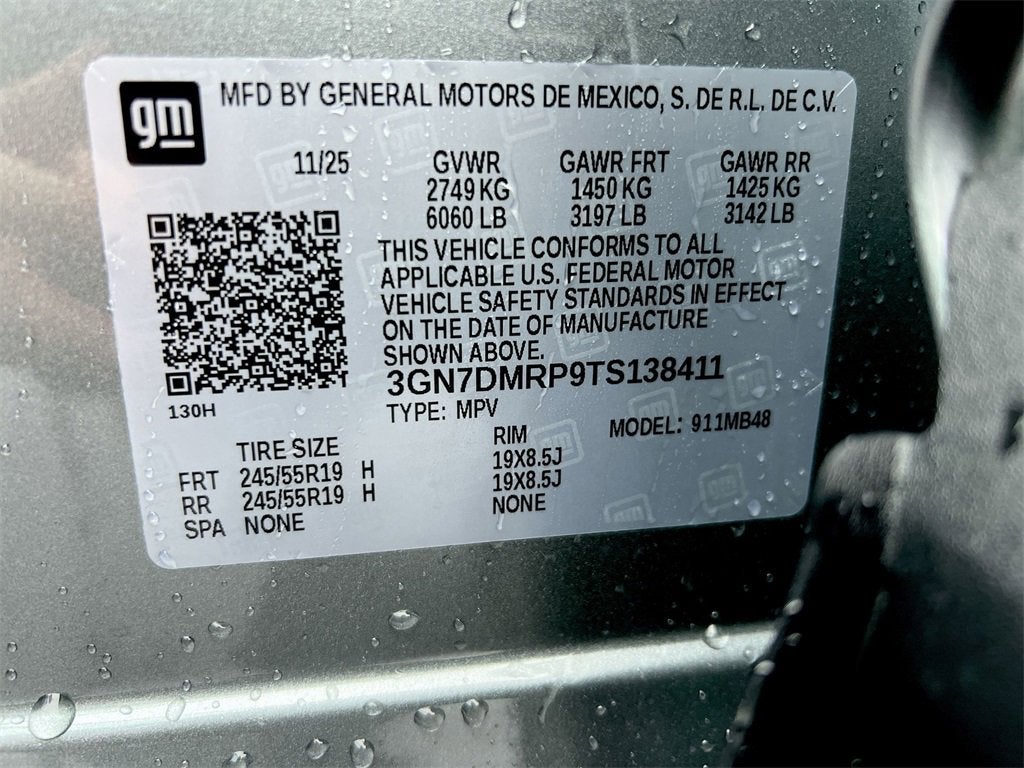 gm
MFD BY GENERAL MOTORS DE MEXICO, S. DE R.L. DE C.V.
11/25 GVWR GAWR FRT GAWR RR
2749 KG 1450 KG 1425 KG
6060 LB 3197 LB 3142 LB
THIS VEHICLE CONFORMS TO ALL
APPLICABLE U.S. FEDERAL MOTOR
VEHICLE SAFETY STANDARDS IN EFFECT
ON THE DATE OF MANUFACTURE
SHOWN ABOVE.
3GN7DMRP9TS138411
130H
TYPE: MPV MODEL: 911MB48
TIRE SIZE RIM
FRT 245/55R19 H 19X8.5J
RR 245/55R19 H 19X8.5J
SPA NONE NONE